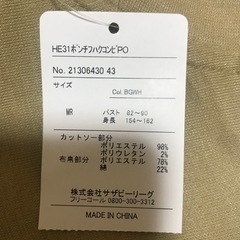 HE31ﾎﾟﾝﾁﾌﾊｸｺﾝﾋﾞPO
No. 21306430 43
サイズ
Col.BGWH
MR バスト 82~90
身長 154~162
カットソー部分
ポリエステル 98%
ポリウレタン 2%
布帛部分 ポリエステル 78%
綿 22%
株式会社サザビーリーグ
フリーコール 0800-300-3312
MADE IN CHINA